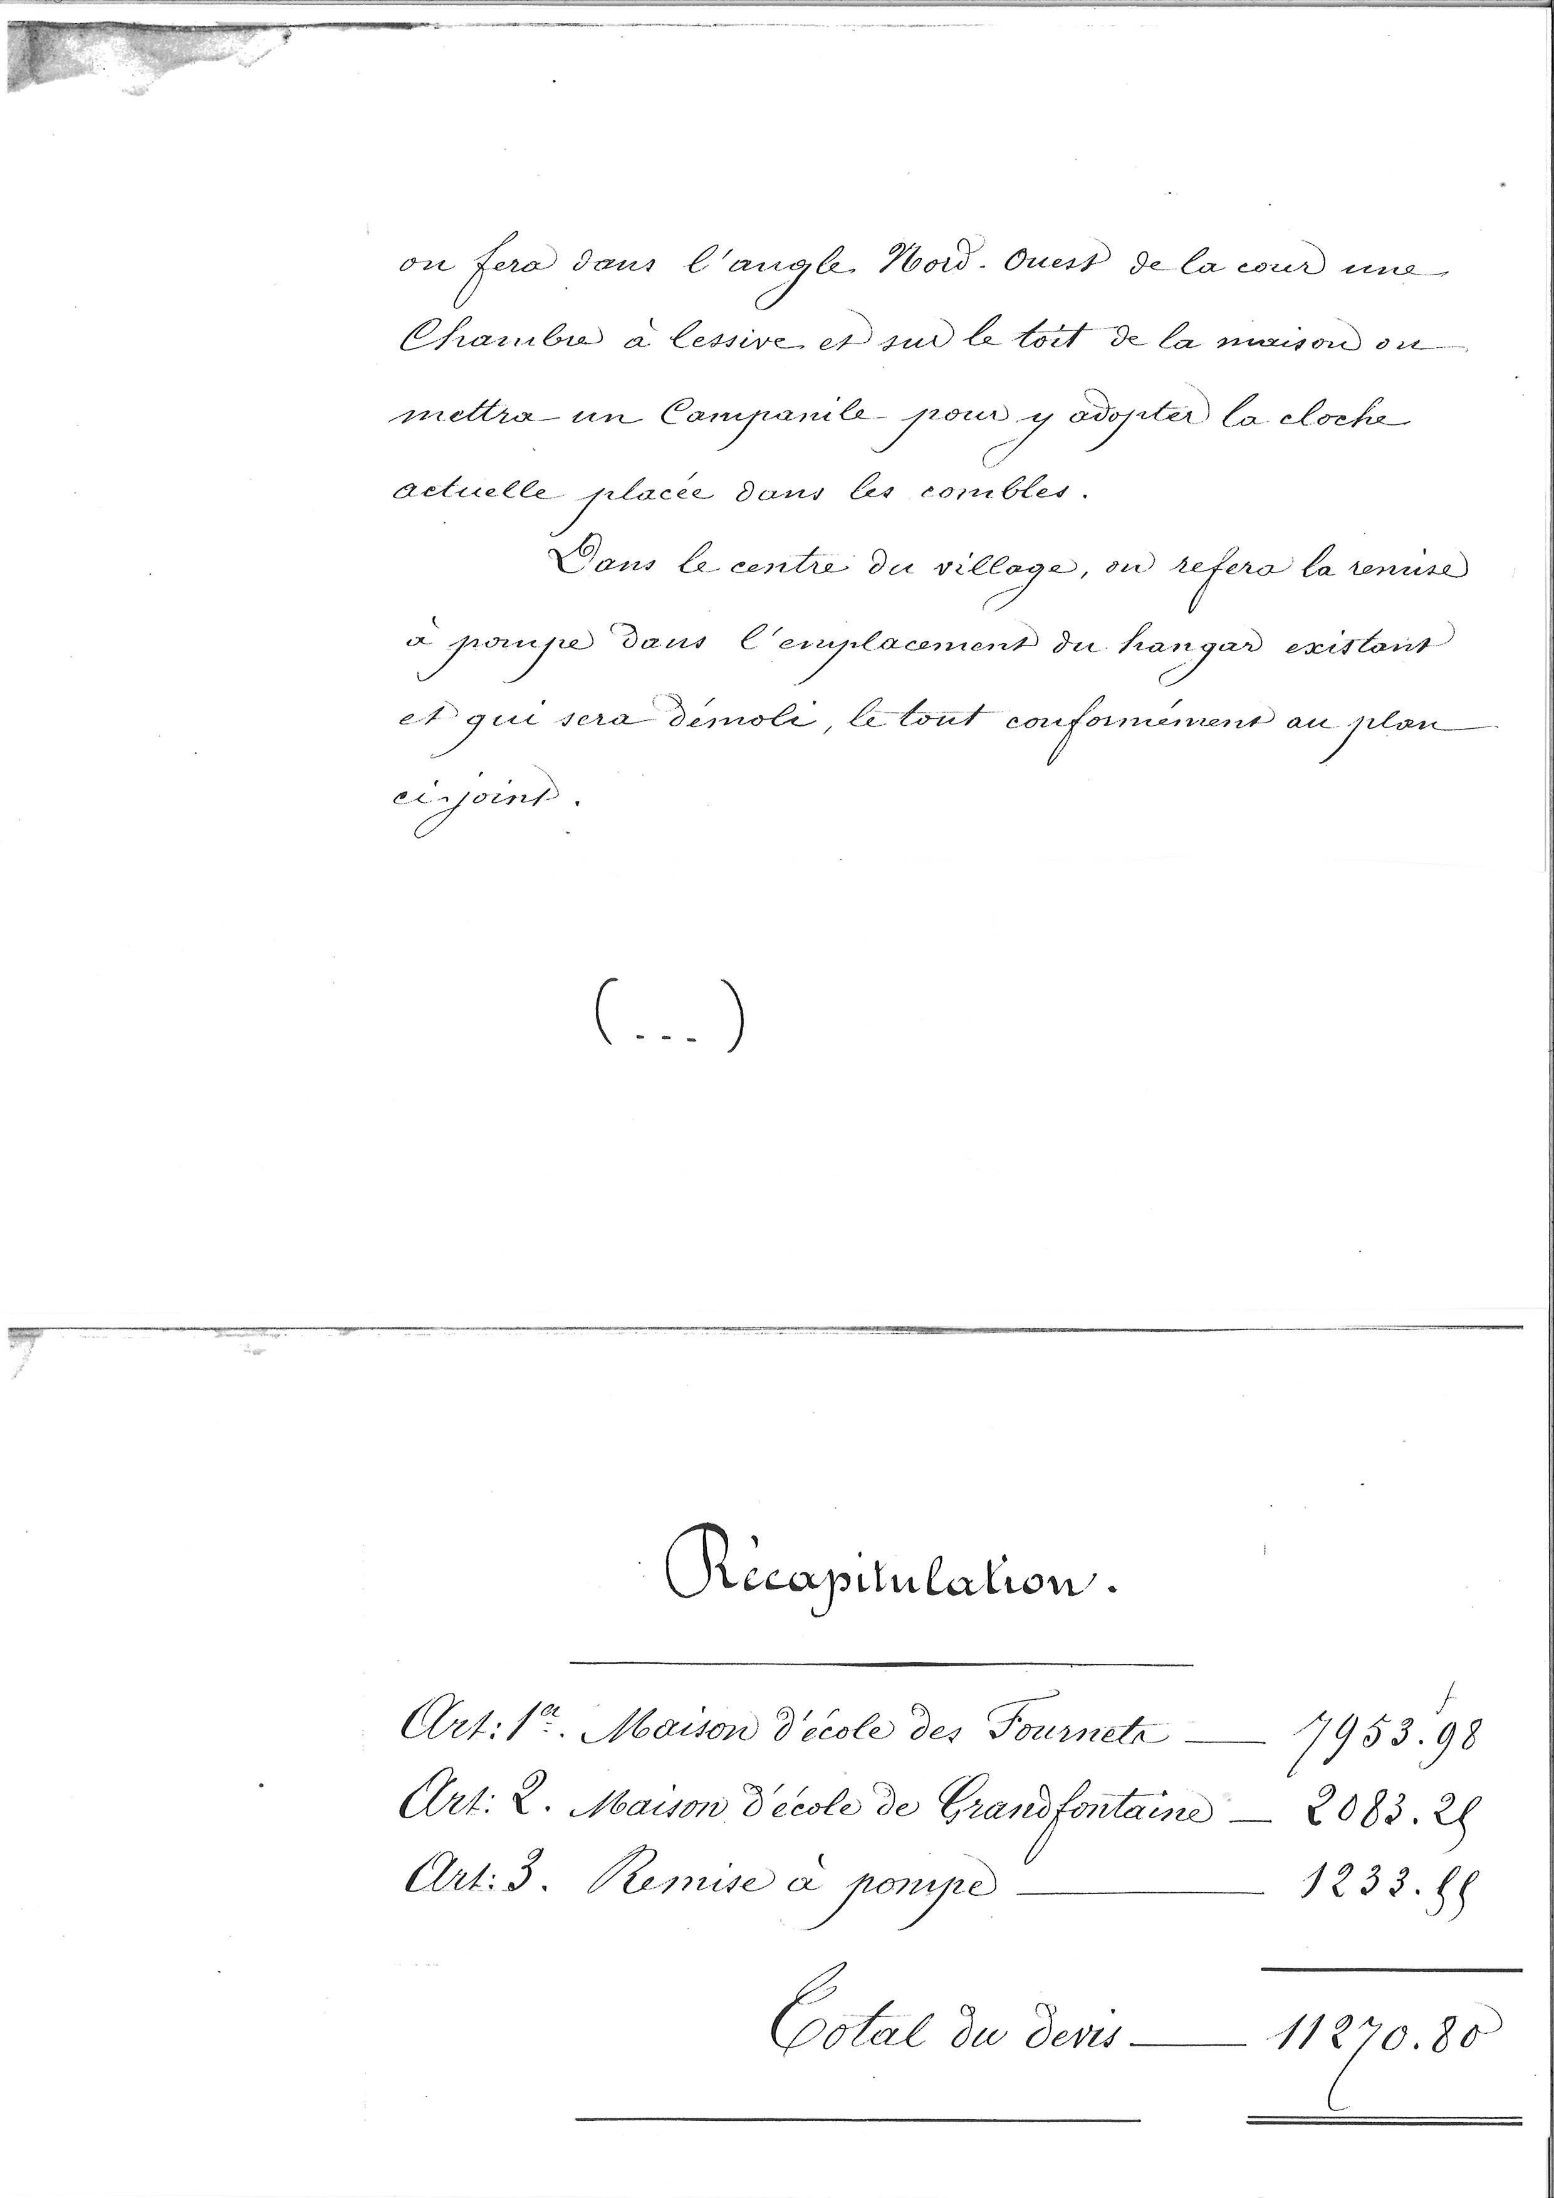 on fera dans l'angle Nord-Ouest de la cour une
Chambre à lessive et sur le toit de la maison on
mettra un Campanile pour y adopter la cloche
actuelle placée dans les combles.
Dans le centre du village, on refera la remise
à pompe dans l'emplacement du hangar existant
et qui sera démoli, le tout conformément au plan
ci-joint.
(...)
Récapitulation.
Art: 1er. Maison d'école des Fournets — 7953.f98
Art: 2. Maison d'école de Grandfontaine — 2083.25
Art: 3. Remise à pompe — 1233.55
Total du devis — 11270.80